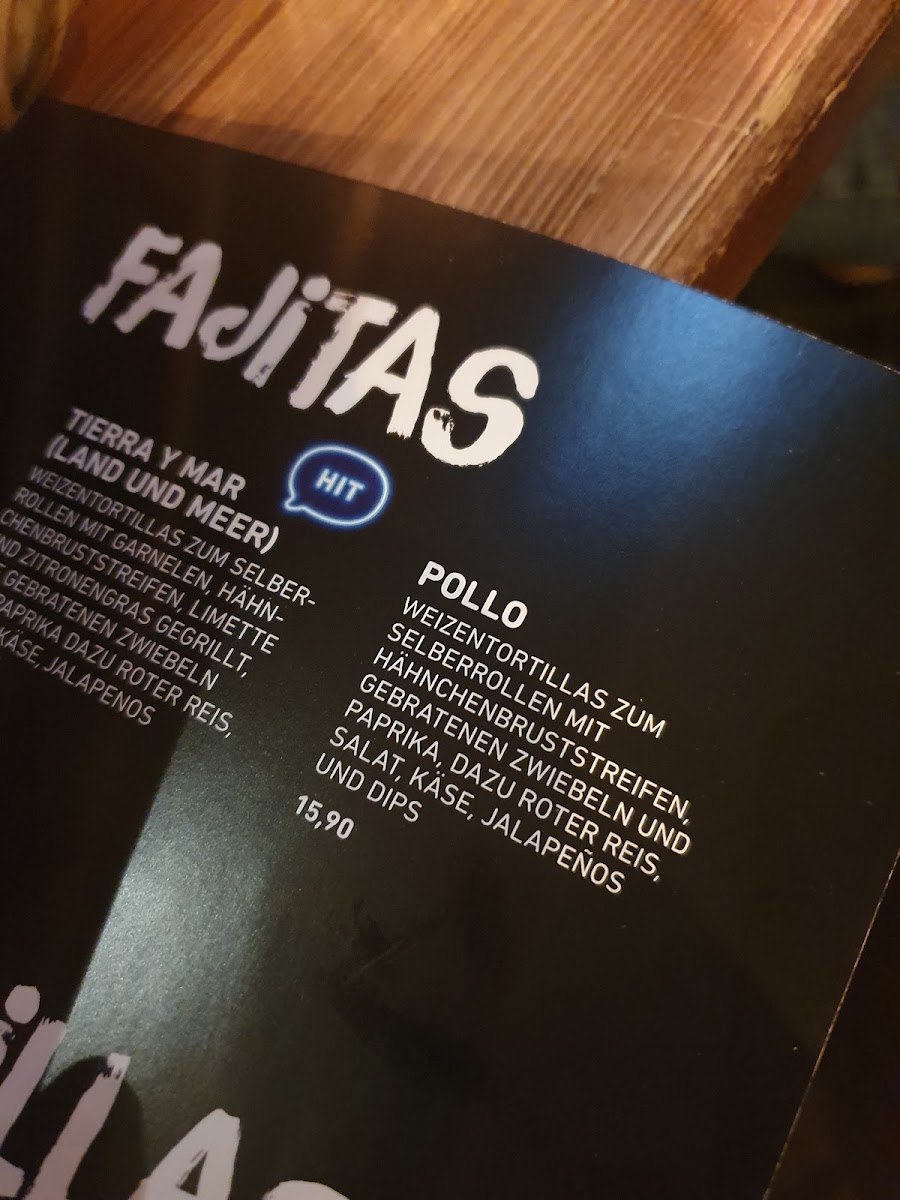 FAJiTAS
TIERRA Y MAR
(LAND UND MEER)
HIT
WEIZENTORTILLAS ZUM SELBER-
ROLLEN MIT GARNELEN, HÄHN-
CHENBRUSTSTREIFEN, LIMETTE
ZITRONENGRAS GEGRILLT,
GEBRATENEN ZWIEBELN
PAPRIKA DAZU ROTER REIS,
KÄSE, JALAPENOS
POLLO
WEIZENTORTILLAS ZUM
SELBERROLLEN MIT
HÄHNCHENBRUSTSTREIFEN,
GEBRATENEN ZWIEBELN UND
PAPRIKA, DAZU ROTER REIS,
SALAT, KÄSE, JALAPEÑOS
UND DIPS
15,90